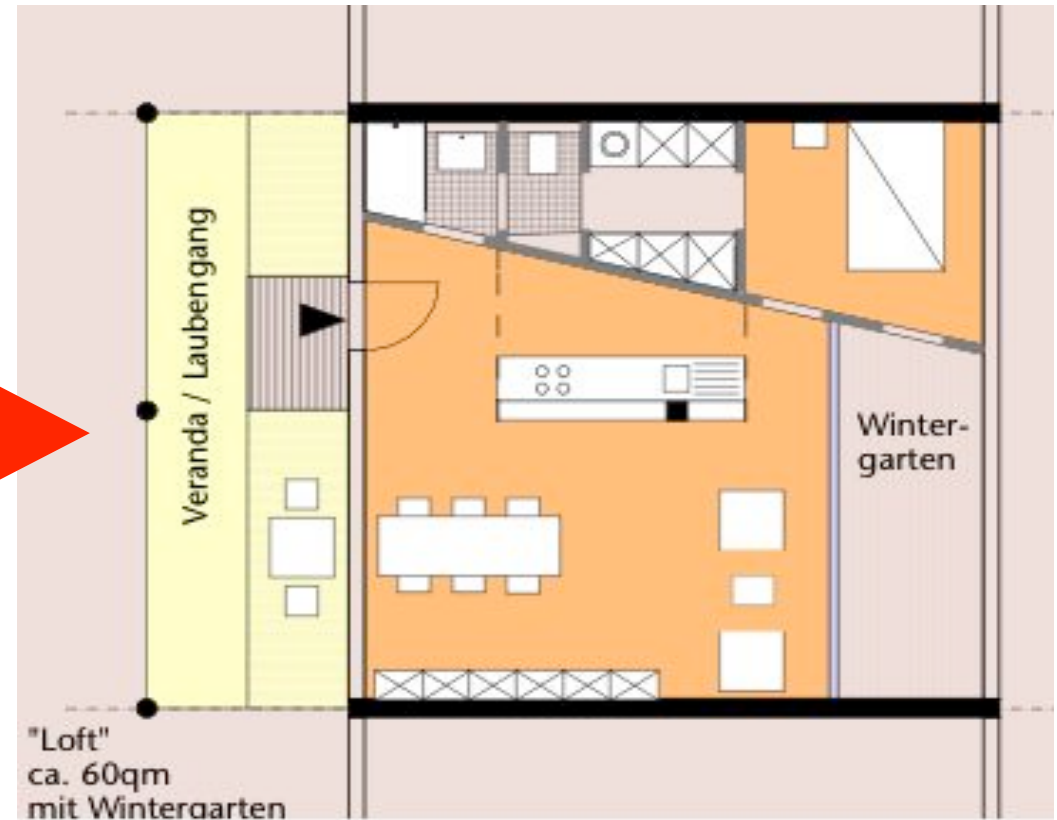 Veranda / Laubengang
Winter-
garten
"Loft"
ca. 60qm
mit Wintergarten